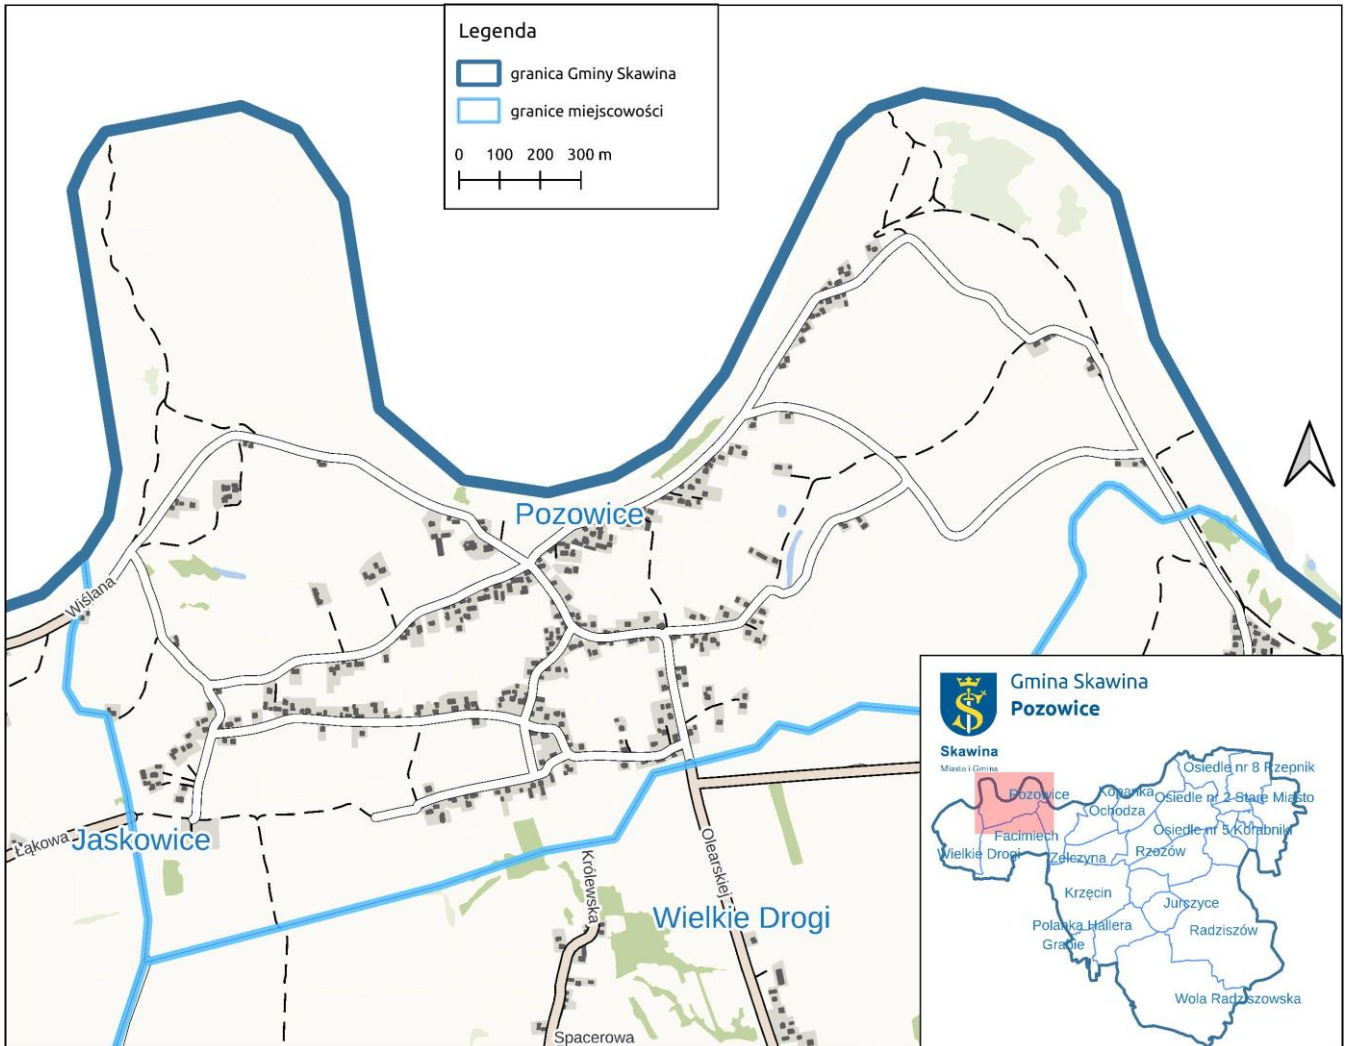 Legenda
granica Gminy Skawina
granice miejscowości
0 100 200 300 m
Pozowice
Wiślana
Łąkowa
Jaskowice
Królewska
Olearskiej
Wielkie Drogi
Spacerowa
Gmina Skawina
Pozowice
Skawina
Miasto i Gmina
Osiedle nr 8 Rzepnik
Pozowice
Kopanka
Osiedle nr 2 Stare Miasto
Ochodza
Facimiech
Osiedle nr 5 Korabniki
Wielkie Drogi
Zelczyna
Rzozów
Krzęcin
Jurczyce
Polanka Hallera
Radziszów
Grabie
Wola Radziszowska